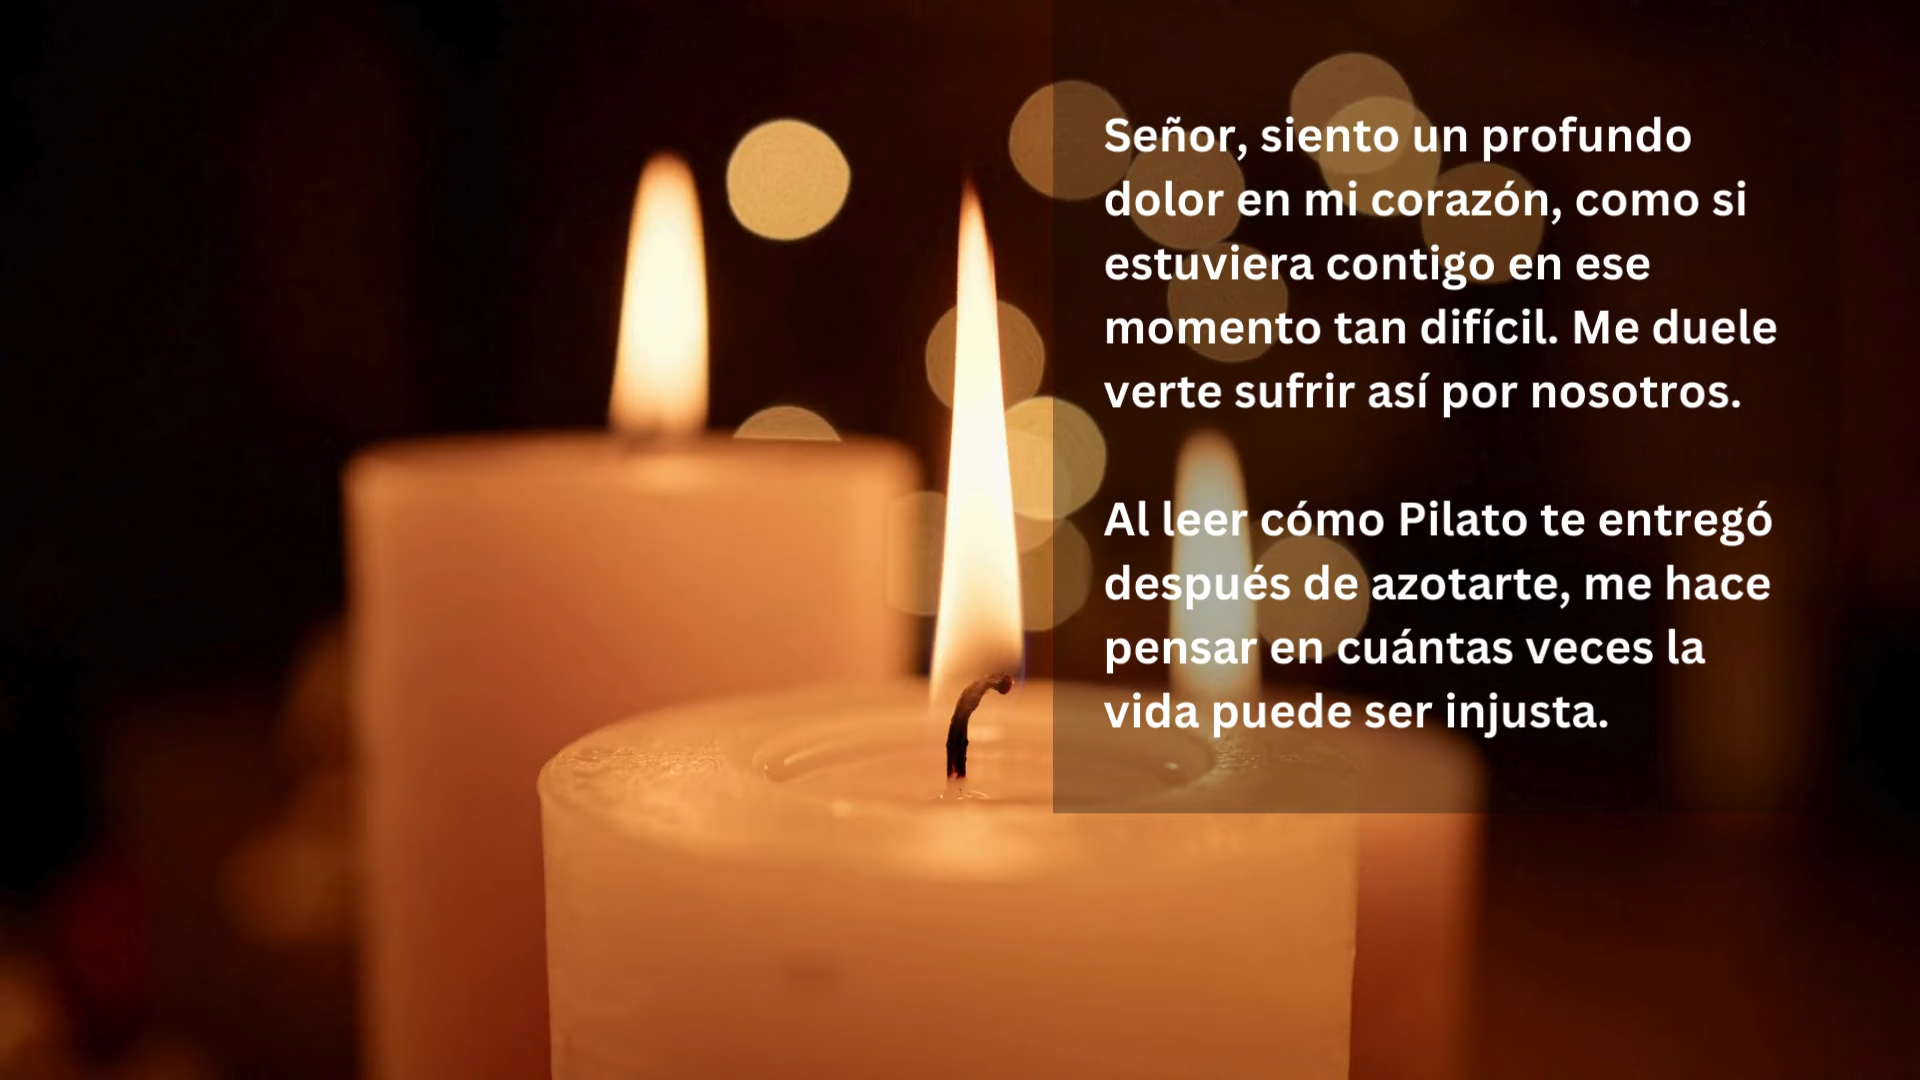 Señor, siento un profundo
dolor en mi corazón, como si
estuviera contigo en ese
momento tan difícil. Me duele
verte sufrir así por nosotros.
Al leer cómo Pilato te entregó
después de azotarte, me hace
pensar en cuántas veces la
vida puede ser injusta.